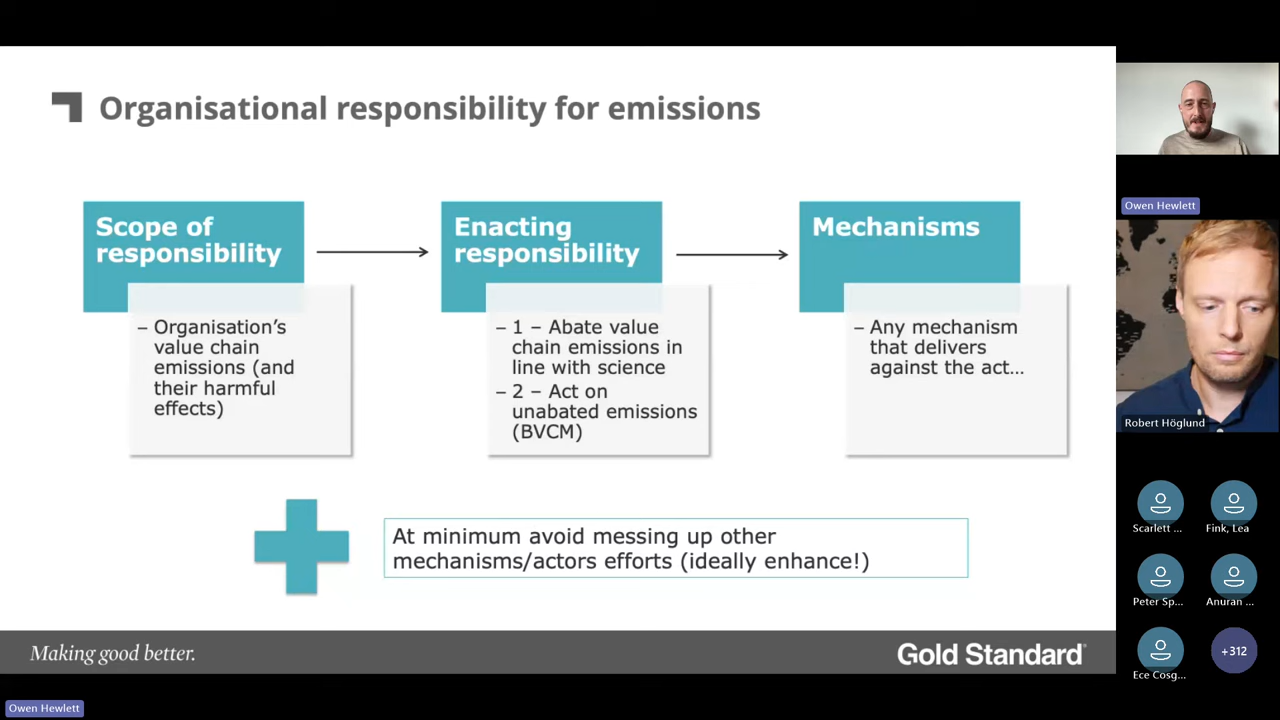 Organisational responsibility for emissions
Scope of
responsibility
– Organisation's
value chain
emissions (and
their harmful
effects)
Enacting
responsibility
– 1 – Abate value
chain emissions in
line with science
– 2 – Act on
unabated emissions
(BVCM)
Mechanisms
– Any mechanism
that delivers
against the act...
At minimum avoid messing up other
mechanisms/actors efforts (ideally enhance!)
Making good better.
Gold Standard
Owen Hewlett
Robert Höglund
Scarlett ...
Fink, Lea
Peter Sp...
Anuran ...
Ece Cosg...
+312
Owen Hewlett